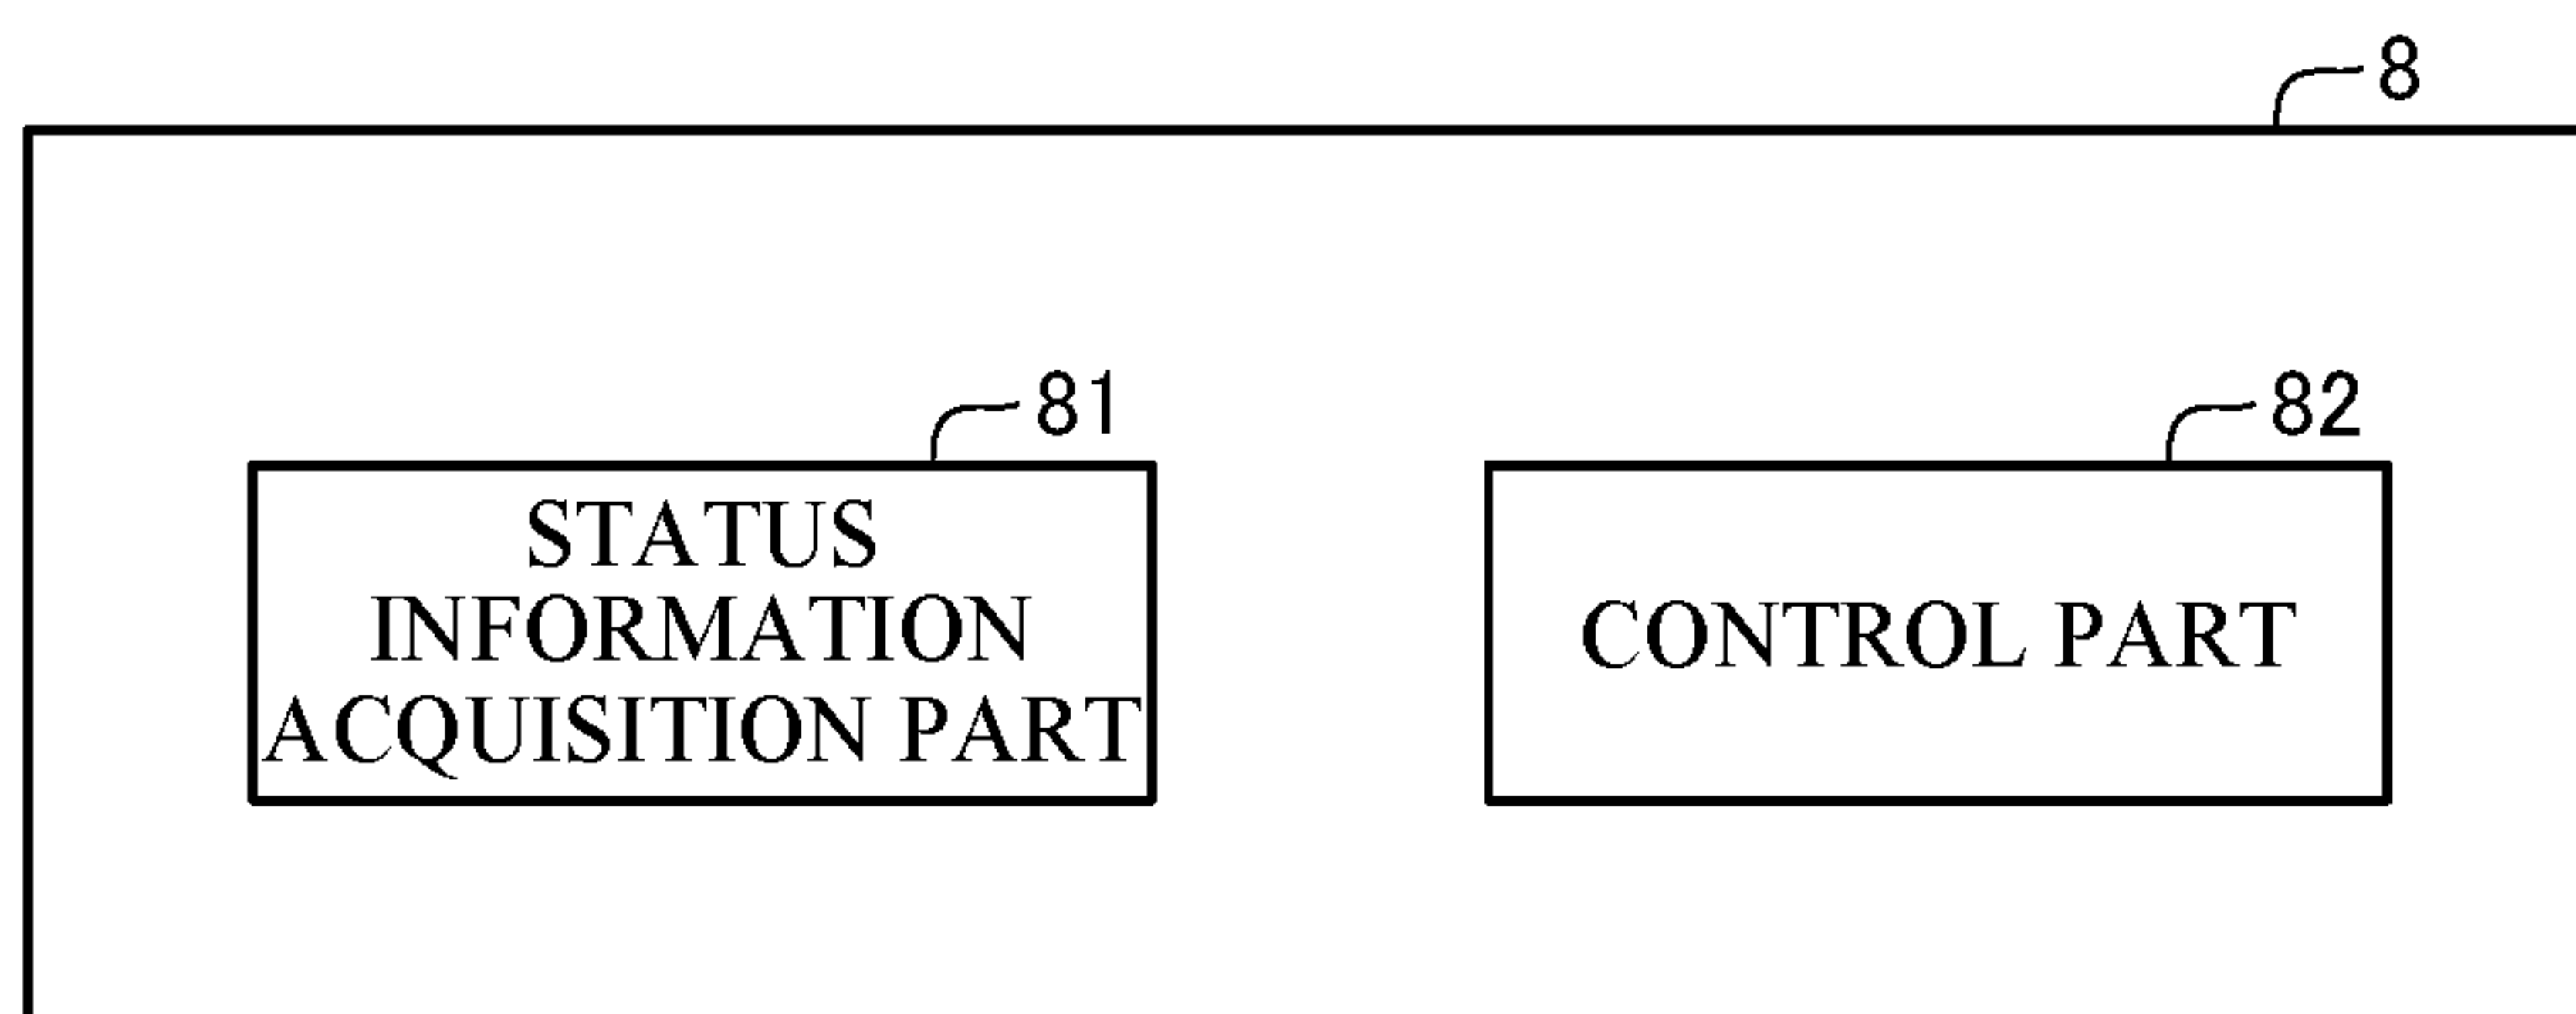 8
81
82
STATUS
INFORMATION
ACQUISITION PART
CONTROL PART